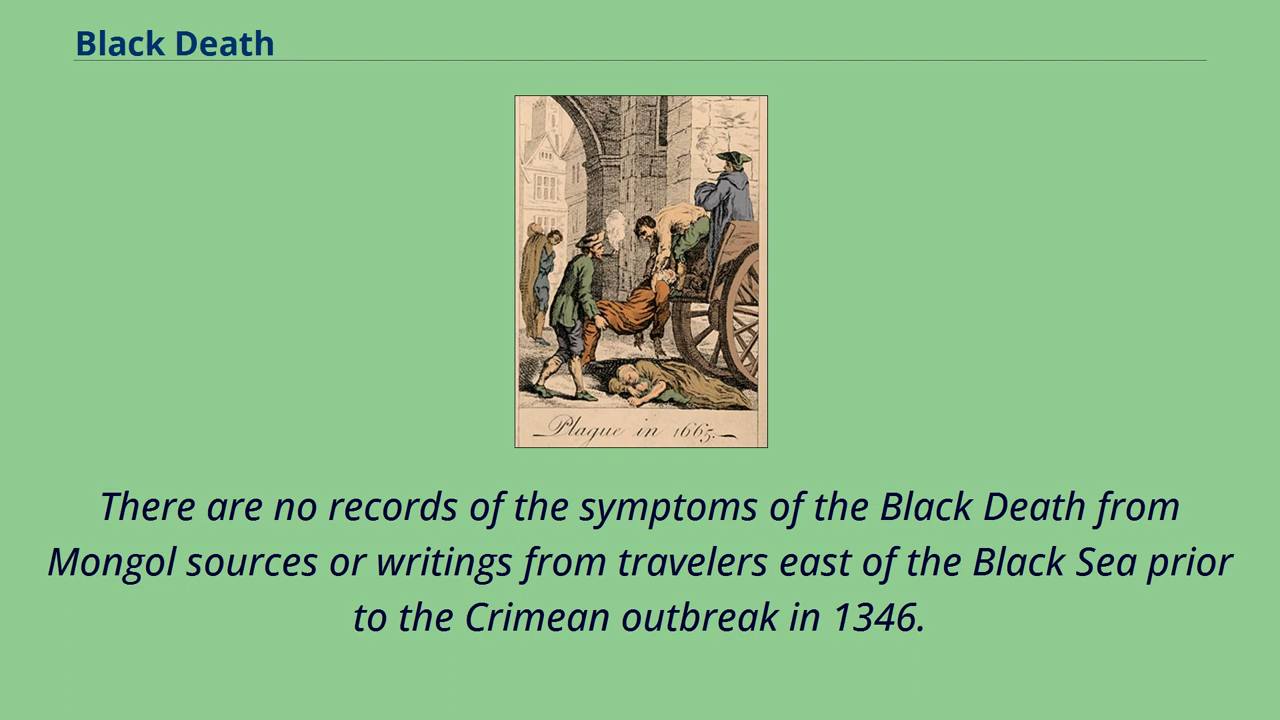 Black Death
Plague in 1665.
There are no records of the symptoms of the Black Death from
Mongol sources or writings from travelers east of the Black Sea prior
to the Crimean outbreak in 1346.